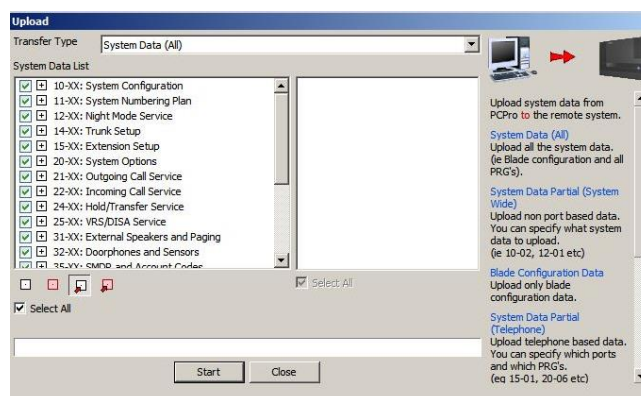 Upload
Transfer Type
System Data (All)
System Data List
10-XX: System Configuration
11-XX: System Numbering Plan
12-XX: Night Mode Service
14-XX: Trunk Setup
15-XX: Extension Setup
20-XX: System Options
21-XX: Outgoing Call Service
22-XX: Incoming Call Service
24-XX: Hold/Transfer Service
25-XX: VRS/DISA Service
31-XX: External Speakers and Paging
32-XX: Doorphones and Sensors
35-XX: SMDR and Account Codes
Select All
Select All
Start
Close
Upload system data from
PCPro to the remote system.
System Data (All)
Upload all the system data.
(ie Blade configuration and all
PRG's).
System Data Partial (System
Wide)
Upload non port based data.
You can specify what system
data to upload.
(ie 10-02, 12-01 etc)
Blade Configuration Data
Upload only blade
configuration data.
System Data Partial
(Telephone)
Upload telephone based data.
You can specify which ports
and which PRG's.
(eg 15-01, 20-06 etc)